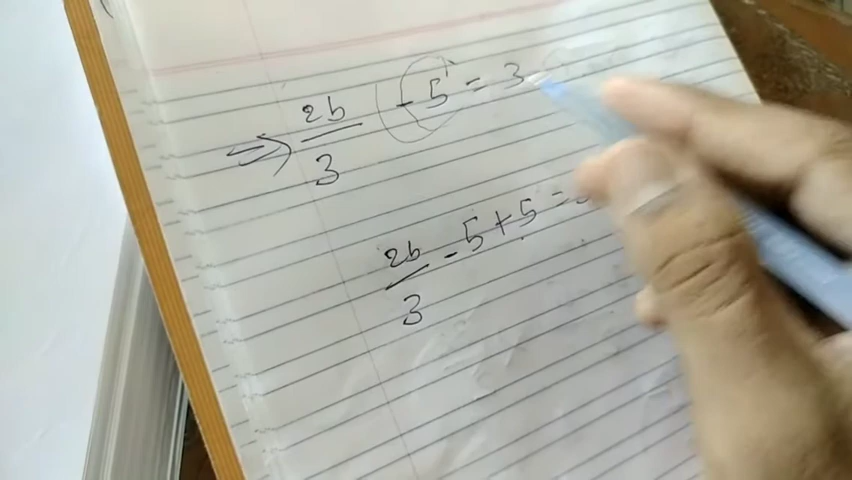 ⇒) 2b/3 - 5 = 3
2b/3 - 5 + 5 =